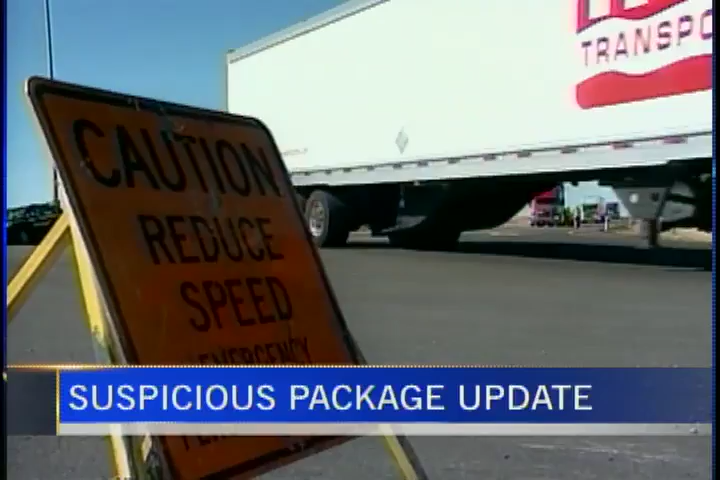 TRANSPO
CAUTION
REDUCE
SPEED
EMERGENCY
SUSPICIOUS PACKAGE UPDATE